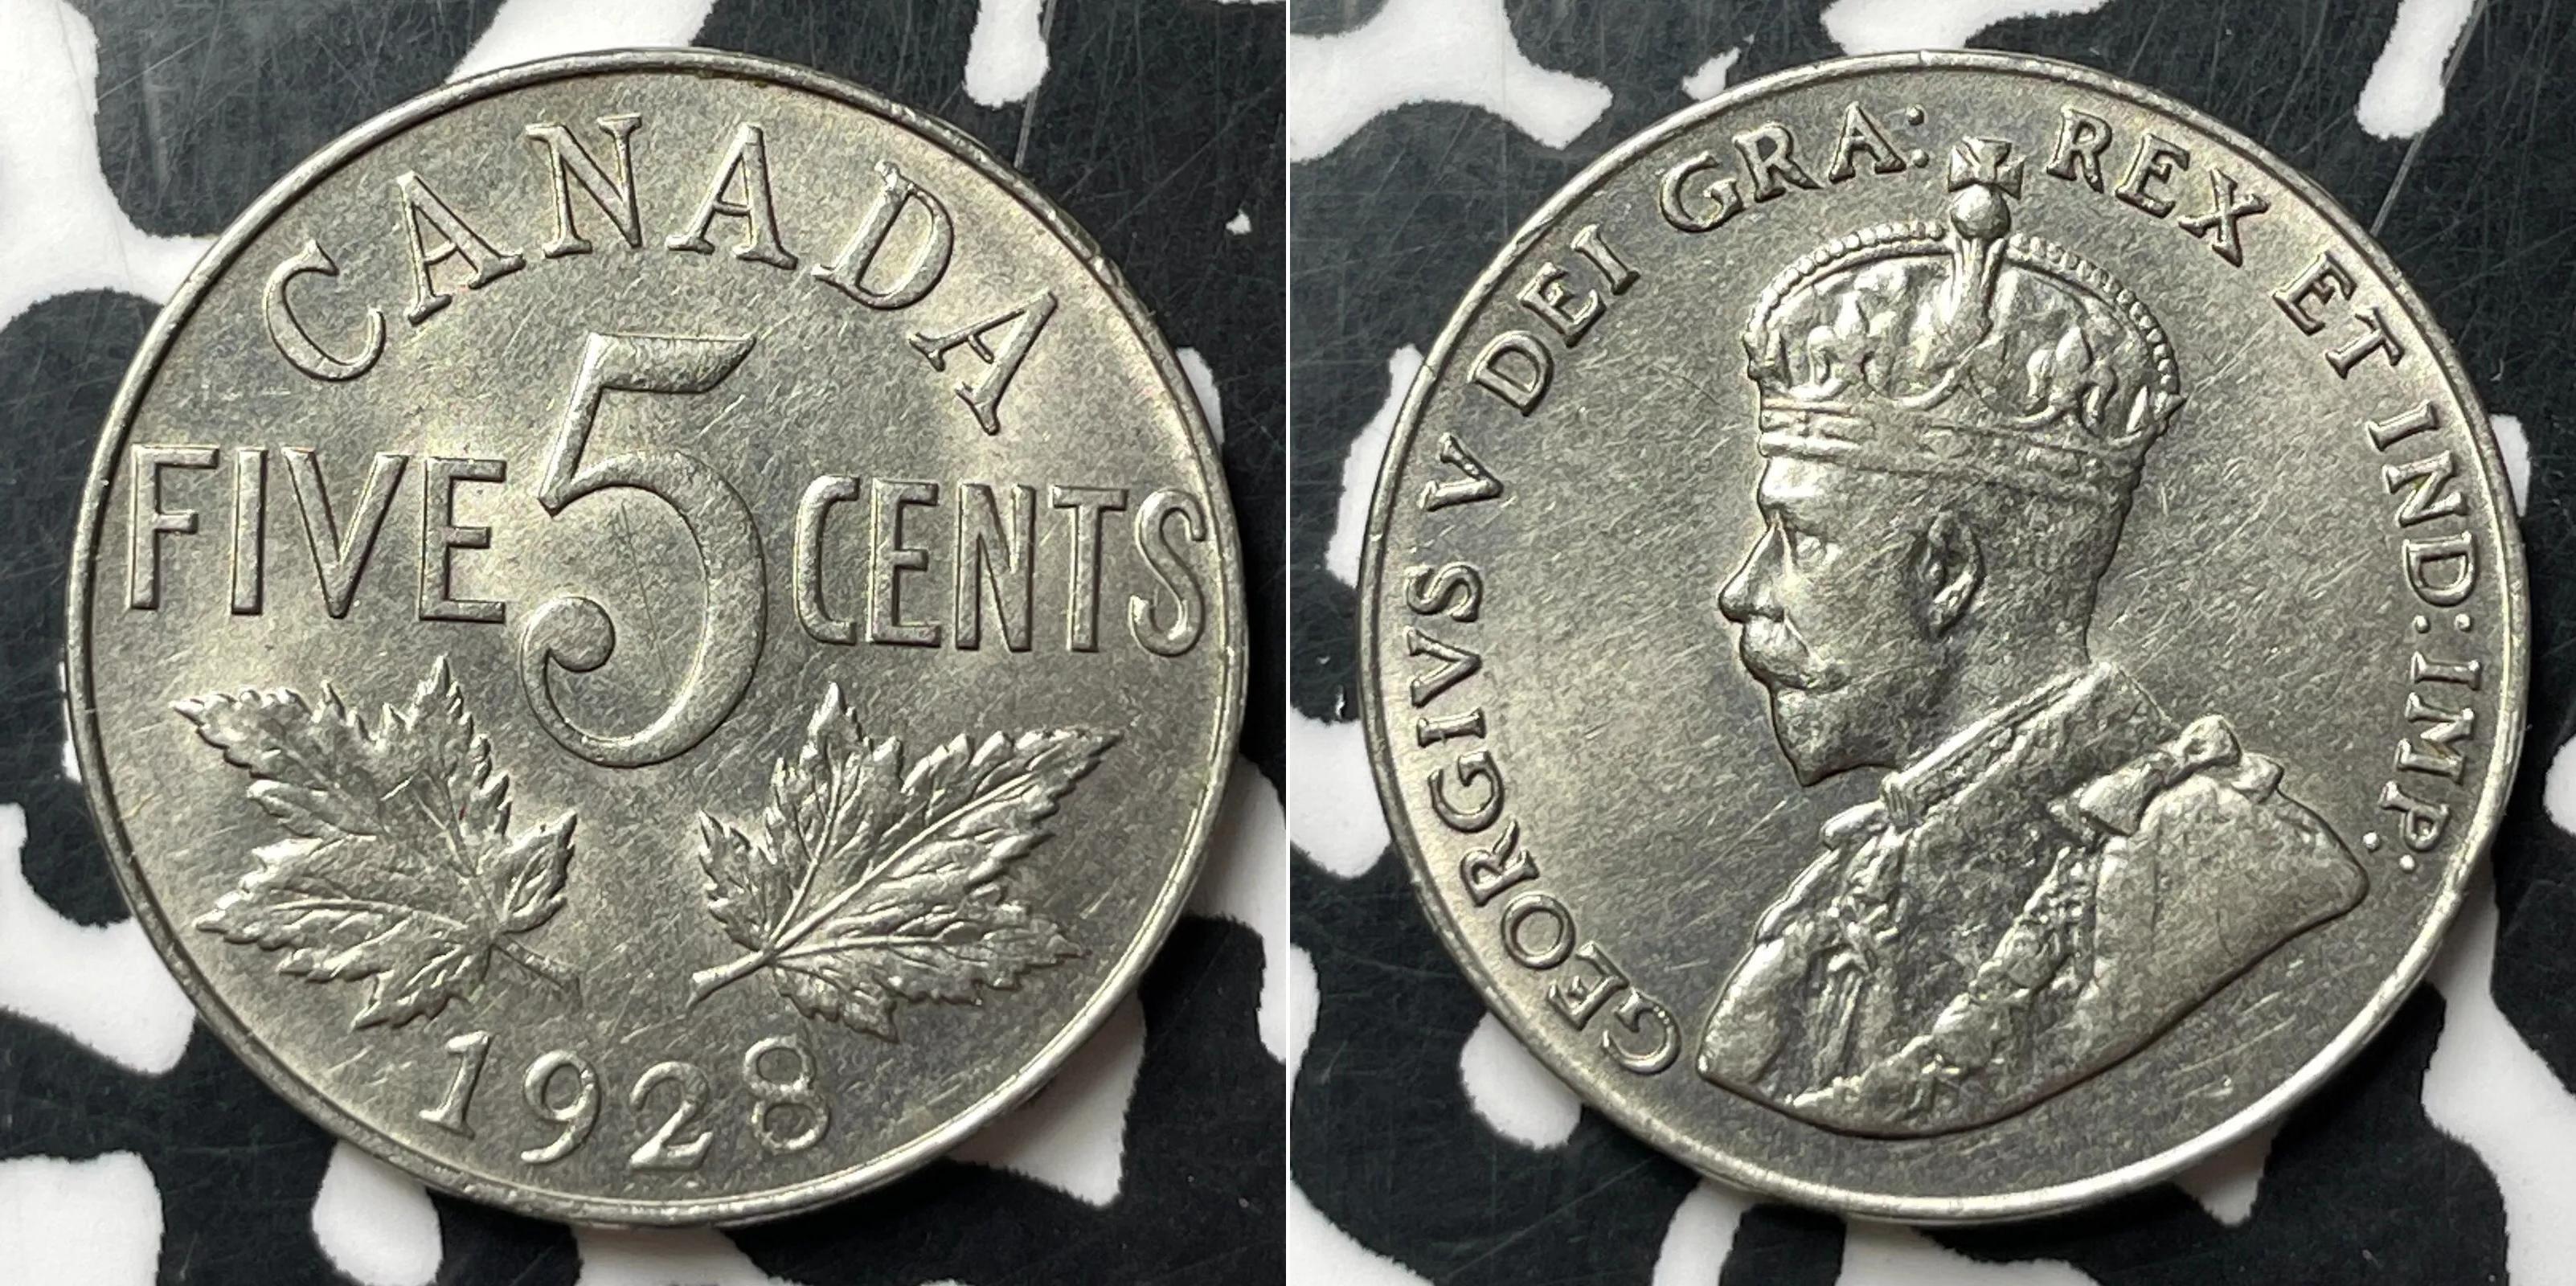 CANADA
FIVE 5 CENTS
1928
GEORGIVS V DEI GRA: REX ET IND: IMP: